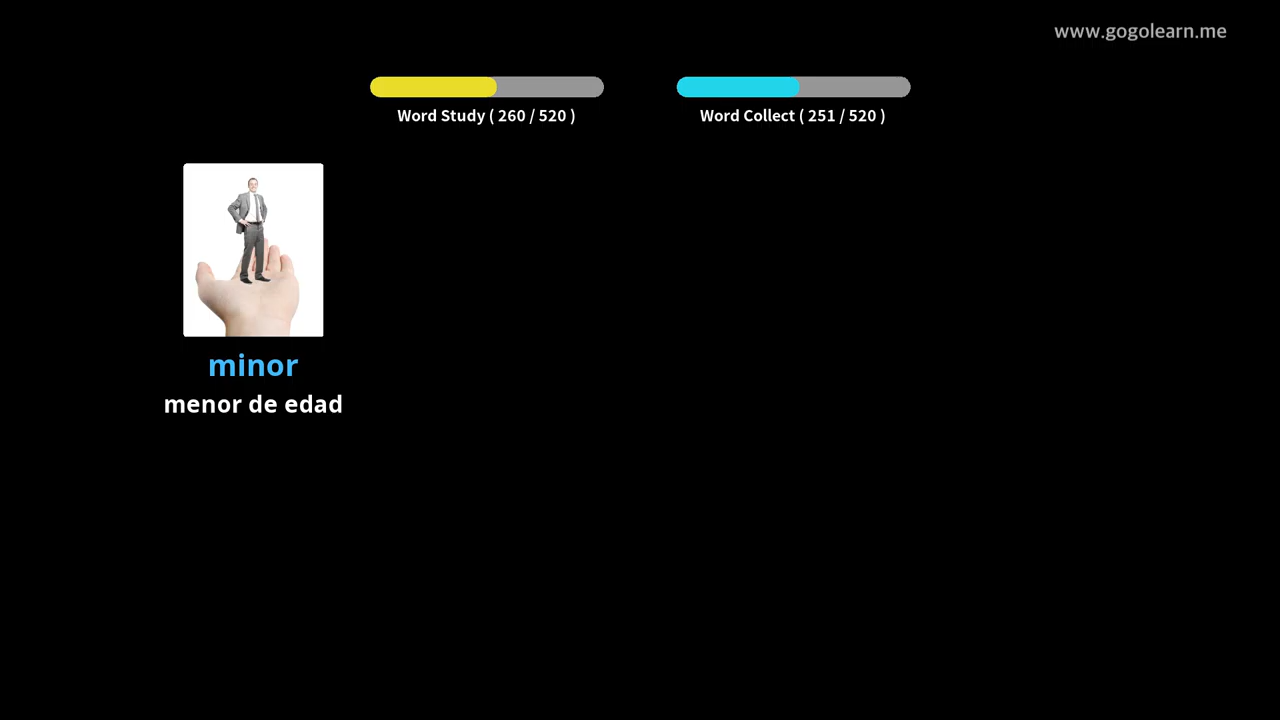 www.gogolearn.me
Word Study ( 260 / 520 )
Word Collect ( 251 / 520 )
minor
menor de edad